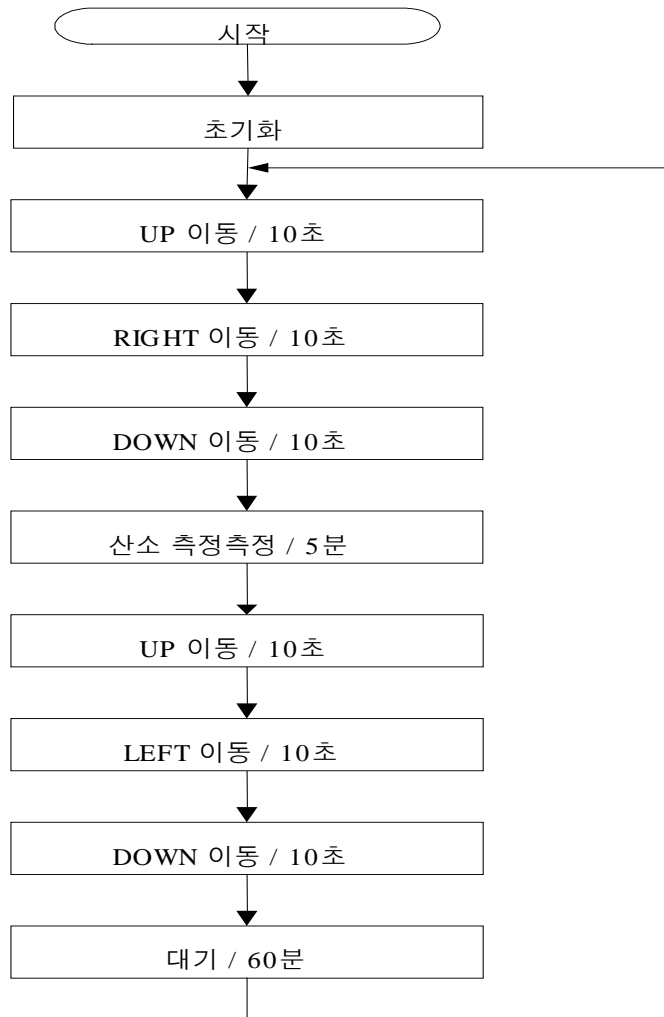 시작
초기화
UP 이동 / 10초
RIGHT 이동 / 10초
DOWN 이동 / 10초
산소 측정측정 / 5분
UP 이동 / 10초
LEFT 이동 / 10초
DOWN 이동 / 10초
대기 / 60분